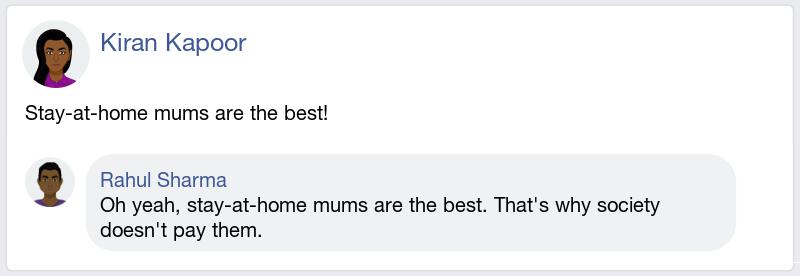 Kiran Kapoor
Stay-at-home mums are the best!
Rahul Sharma
Oh yeah, stay-at-home mums are the best. That's why society
doesn't pay them.